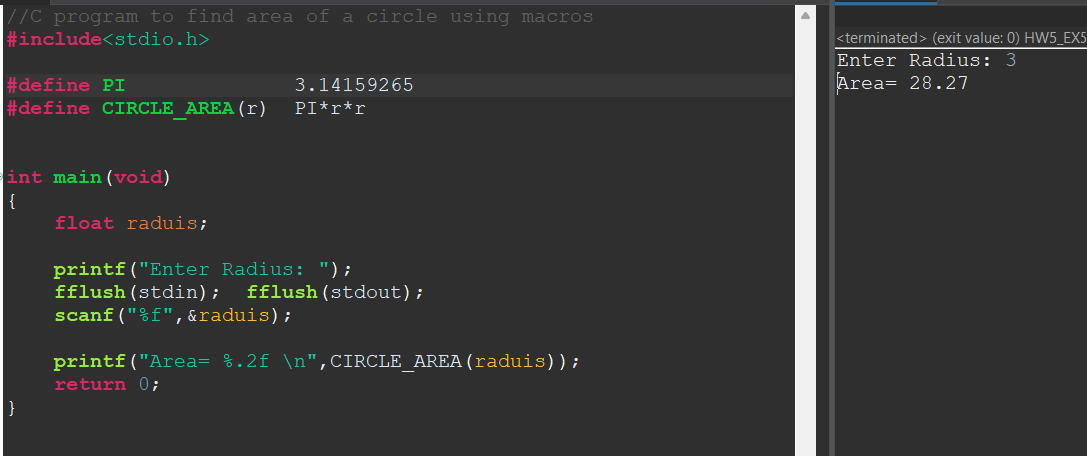 //C program to find area of a circle using macros
#include<stdio.h>
#define PI 3.14159265
#define CIRCLE_AREA(r) PI*r*r
int main(void)
{
float raduis;
printf("Enter Radius: ");
fflush(stdin); fflush(stdout);
scanf("%f",&raduis);
printf("Area= %.2f \n",CIRCLE_AREA(raduis));
return 0;
}
<terminated> (exit value: 0) HW5_EX5
Enter Radius: 3
Area= 28.27